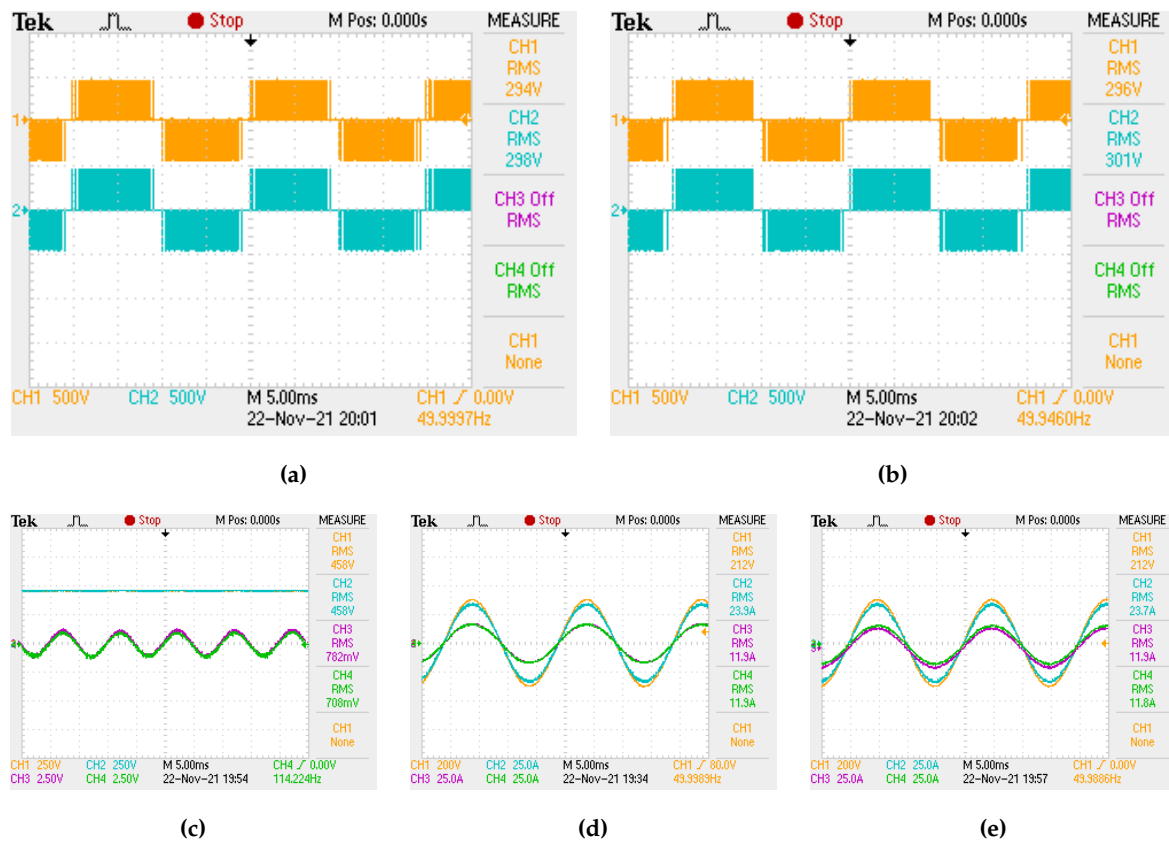 Tek Stop M Pos: 0.000s MEASURE
CH1
RMS
294V
1
CH2
RMS
298V
2
CH3 Off
RMS
CH4 Off
RMS
CH1
None
CH1 500V CH2 500V M 5.00ms CH1 0.00V
22-Nov-21 20:01 49.9997Hz
(a)
Tek Stop M Pos: 0.000s MEASURE
CH1
RMS
296V
1
CH2
RMS
301V
2
CH3 Off
RMS
CH4 Off
RMS
CH1
None
CH1 500V CH2 500V M 5.00ms CH1 0.00V
22-Nov-21 20:02 49.9460Hz
(b)
Tek Stop M Pos: 0.000s MEASURE
CH1
RMS
458V
CH2
RMS
458V
CH3
RMS
782mV
CH4
RMS
708mV
CH1
None
CH1 250V CH2 250V M 5.00ms CH4 0.00V
CH3 2.50V CH4 2.50V 22-Nov-21 19:54 114.224Hz
(c)
Tek Stop M Pos: 0.000s MEASURE
CH1
RMS
212V
CH2
RMS
23.9A
CH3
RMS
11.9A
CH4
RMS
11.9A
CH1
None
CH1 200V CH2 25.0A M 5.00ms CH1 80.0V
CH3 25.0A CH4 25.0A 22-Nov-21 19:34 49.9989Hz
(d)
Tek Stop M Pos: 0.000s MEASURE
CH1
RMS
212V
CH2
RMS
23.7A
CH3
RMS
11.9A
CH4
RMS
11.8A
CH1
None
CH1 200V CH2 25.0A M 5.00ms CH1 0.00V
CH3 25.0A CH4 25.0A 22-Nov-21 19:57 49.9886Hz
(e)